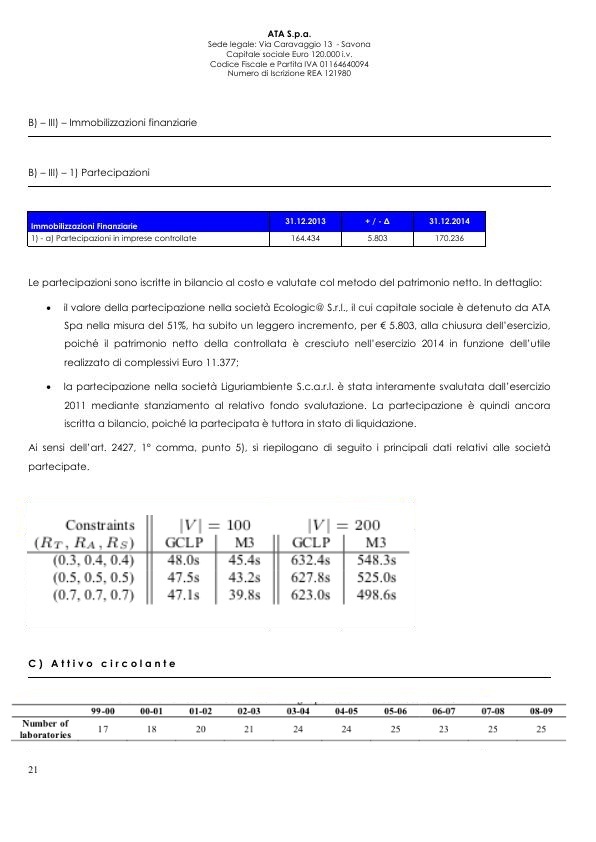 ATA S.p.a.
Sede legale: Via Caravaggio 13 - Savona
Capitale sociale Euro 120.000 i.v.
Codice Fiscale e Partita IVA 01164640094
Numero di Iscrizione REA 121980
B) – III) – Immobilizzazioni finanziarie
B) – III) – 1) Partecipazioni
Immobilizzazioni Finanziarie 31.12.2013 + / - Δ 31.12.2014
1) - a) Partecipazioni in imprese controllate 164.434 5.803 170.236
Le partecipazioni sono iscritte in bilancio al costo e valutate col metodo del patrimonio netto. In dettaglio:
• il valore della partecipazione nella società Ecologic@ S.r.l., il cui capitale sociale è detenuto da ATA
Spa nella misura del 51%, ha subito un leggero incremento, per € 5.803, alla chiusura dell'esercizio,
poiché il patrimonio netto della controllata è cresciuto nell'esercizio 2014 in funzione dell'utile
realizzato di complessivi Euro 11.377;
• la partecipazione nella società Liguriambiente S.c.a.r.l. è stata interamente svalutata dall'esercizio
2011 mediante stanziamento al relativo fondo svalutazione. La partecipazione è quindi ancora
iscritta a bilancio, poiché la partecipata è tuttora in stato di liquidazione.
Ai sensi dell'art. 2427, 1° comma, punto 5), si riepilogano di seguito i principali dati relativi alle società
partecipate.
Constraints |V| = 100 |V| = 200
(R_T, R_A, R_S) GCLP M3 GCLP M3
(0.3, 0.4, 0.4) 48.0s 45.4s 632.4s 548.3s
(0.5, 0.5, 0.5) 47.5s 43.2s 627.8s 525.0s
(0.7, 0.7, 0.7) 47.1s 39.8s 623.0s 498.6s
C) Attivo circolante
99-00 00-01 01-02 02-03 03-04 04-05 05-06 06-07 07-08 08-09
Number of laboratories 17 18 20 21 24 24 25 23 25 25
21